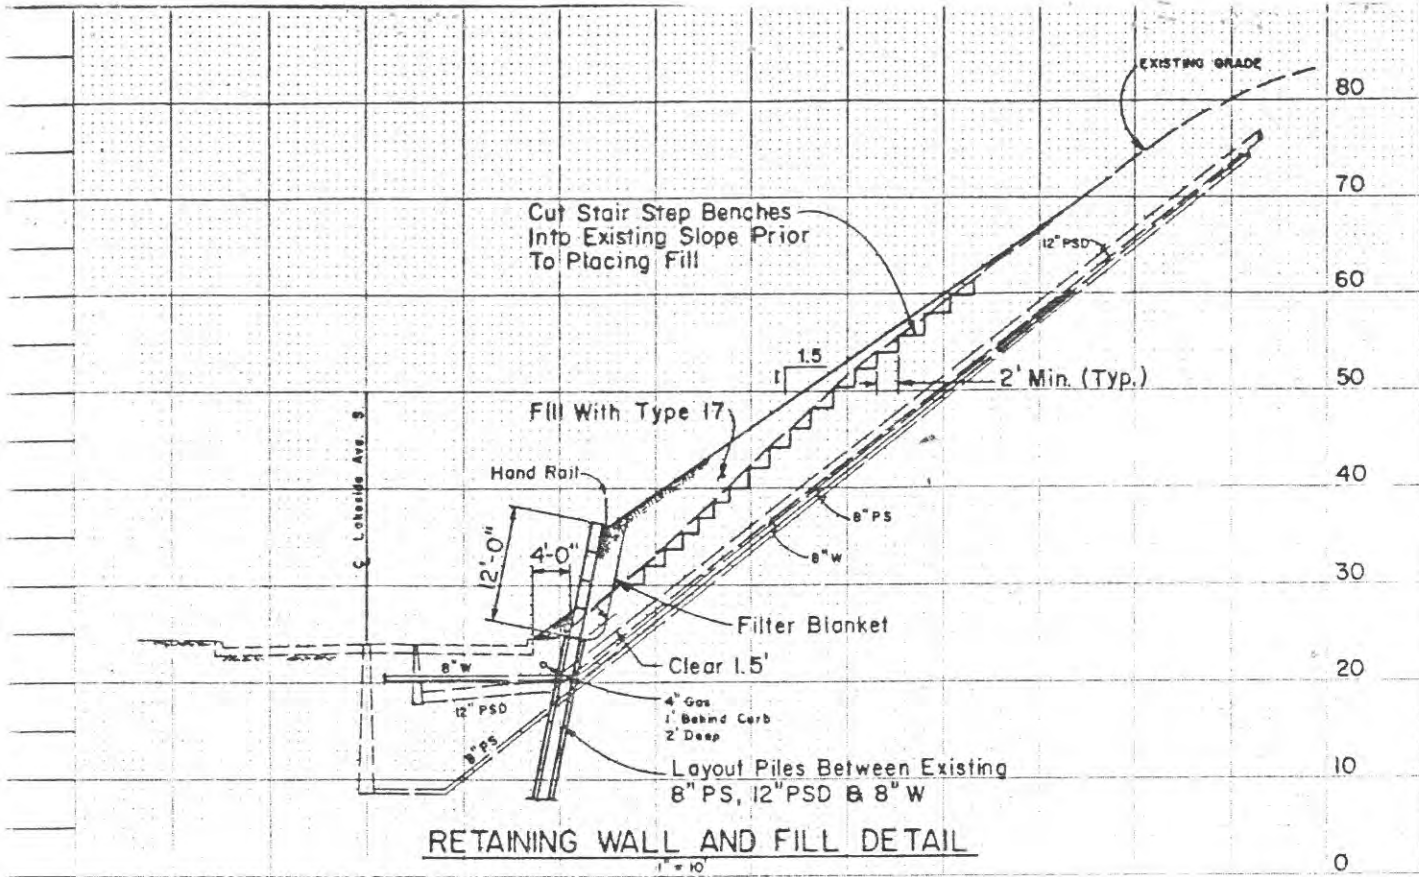 EXISTING GRADE
80
70
Cut Stair Step Benches
Into Existing Slope Prior
To Placing Fill
12" PSD
60
1.5
1
2' Min. (Typ.)
50
Fill With Type 17
℄ Lakeside Ave. S.
Hand Rail
40
8" PS
12'-0"
4'-0"
8" W
30
Filter Blanket
Clear 1.5'
8" W
20
12" PSD
4" Gas
1' Behind Curb
2' Deep
8" PS
Layout Piles Between Existing
8" PS, 12" PSD & 8" W
10
RETAINING WALL AND FILL DETAIL
1" = 10'
0